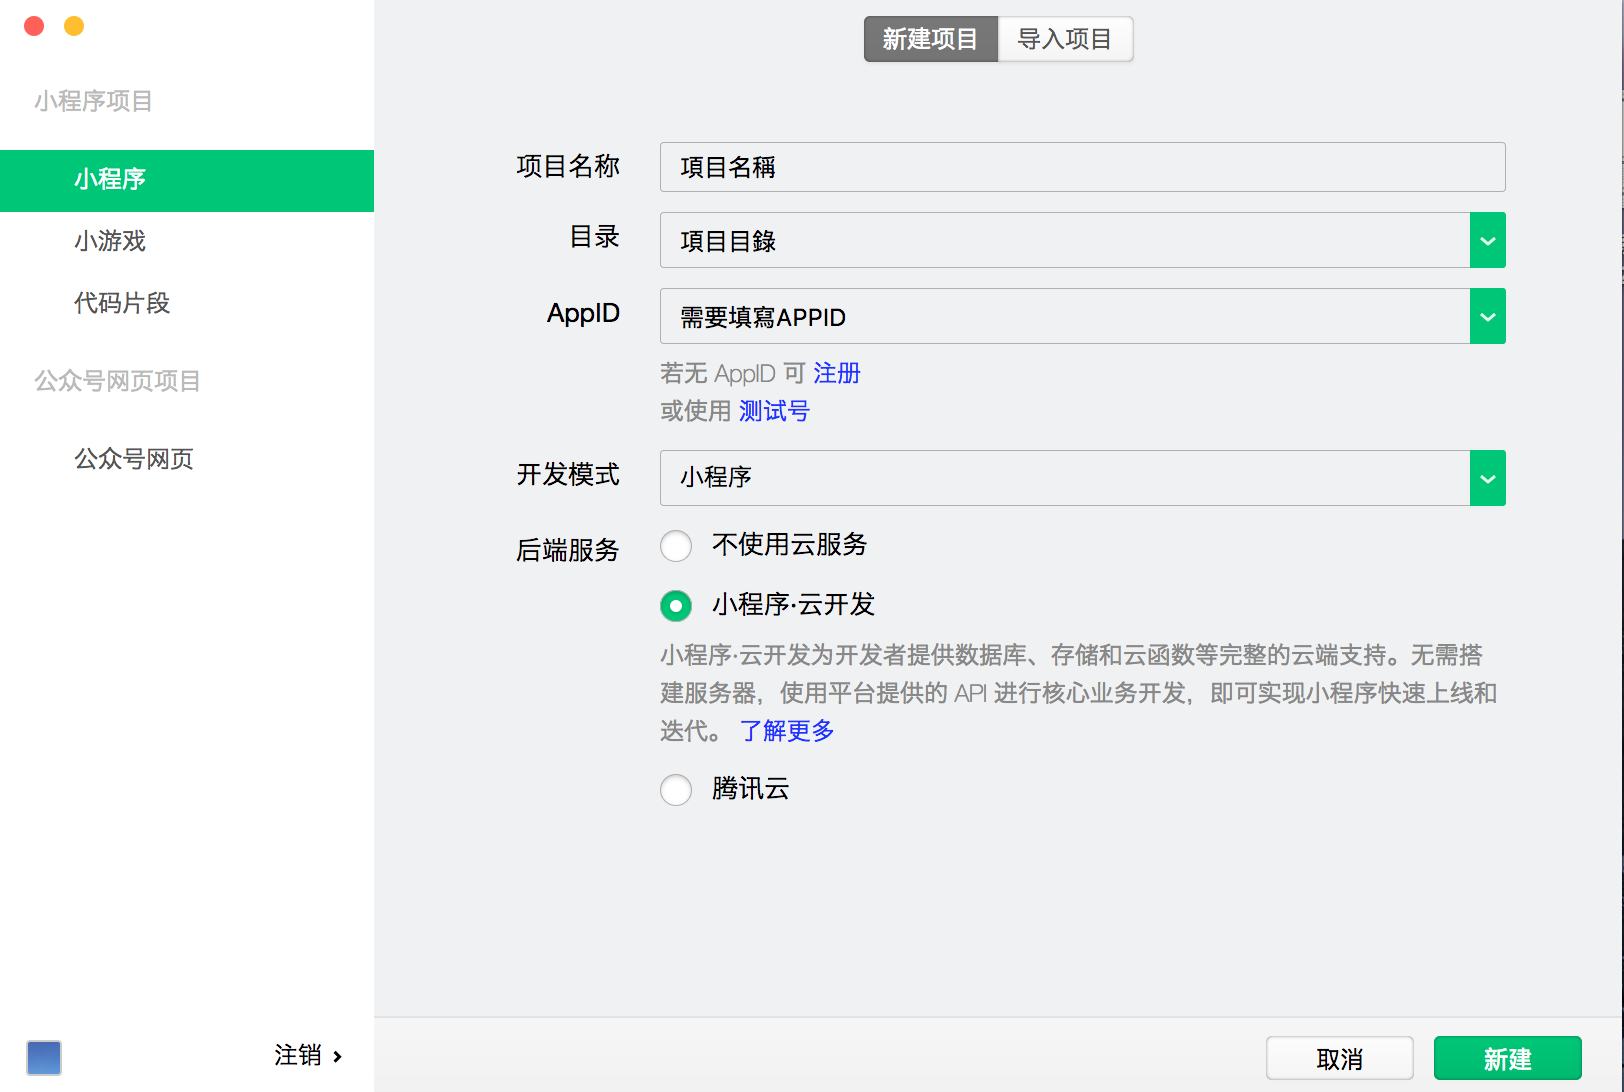 小程序项目
小程序
小游戏
代码片段
公众号网页项目
公众号网页
注销
新建项目 导入项目
项目名称 項目名稱
目录 項目目錄
AppID 需要填寫APPID
若无 AppID 可 注册
或使用 测试号
开发模式 小程序
后端服务 不使用云服务
小程序·云开发
小程序·云开发为开发者提供数据库、存储和云函数等完整的云端支持。无需搭
建服务器，使用平台提供的 API 进行核心业务开发，即可实现小程序快速上线和
迭代。 了解更多
腾讯云
取消 新建